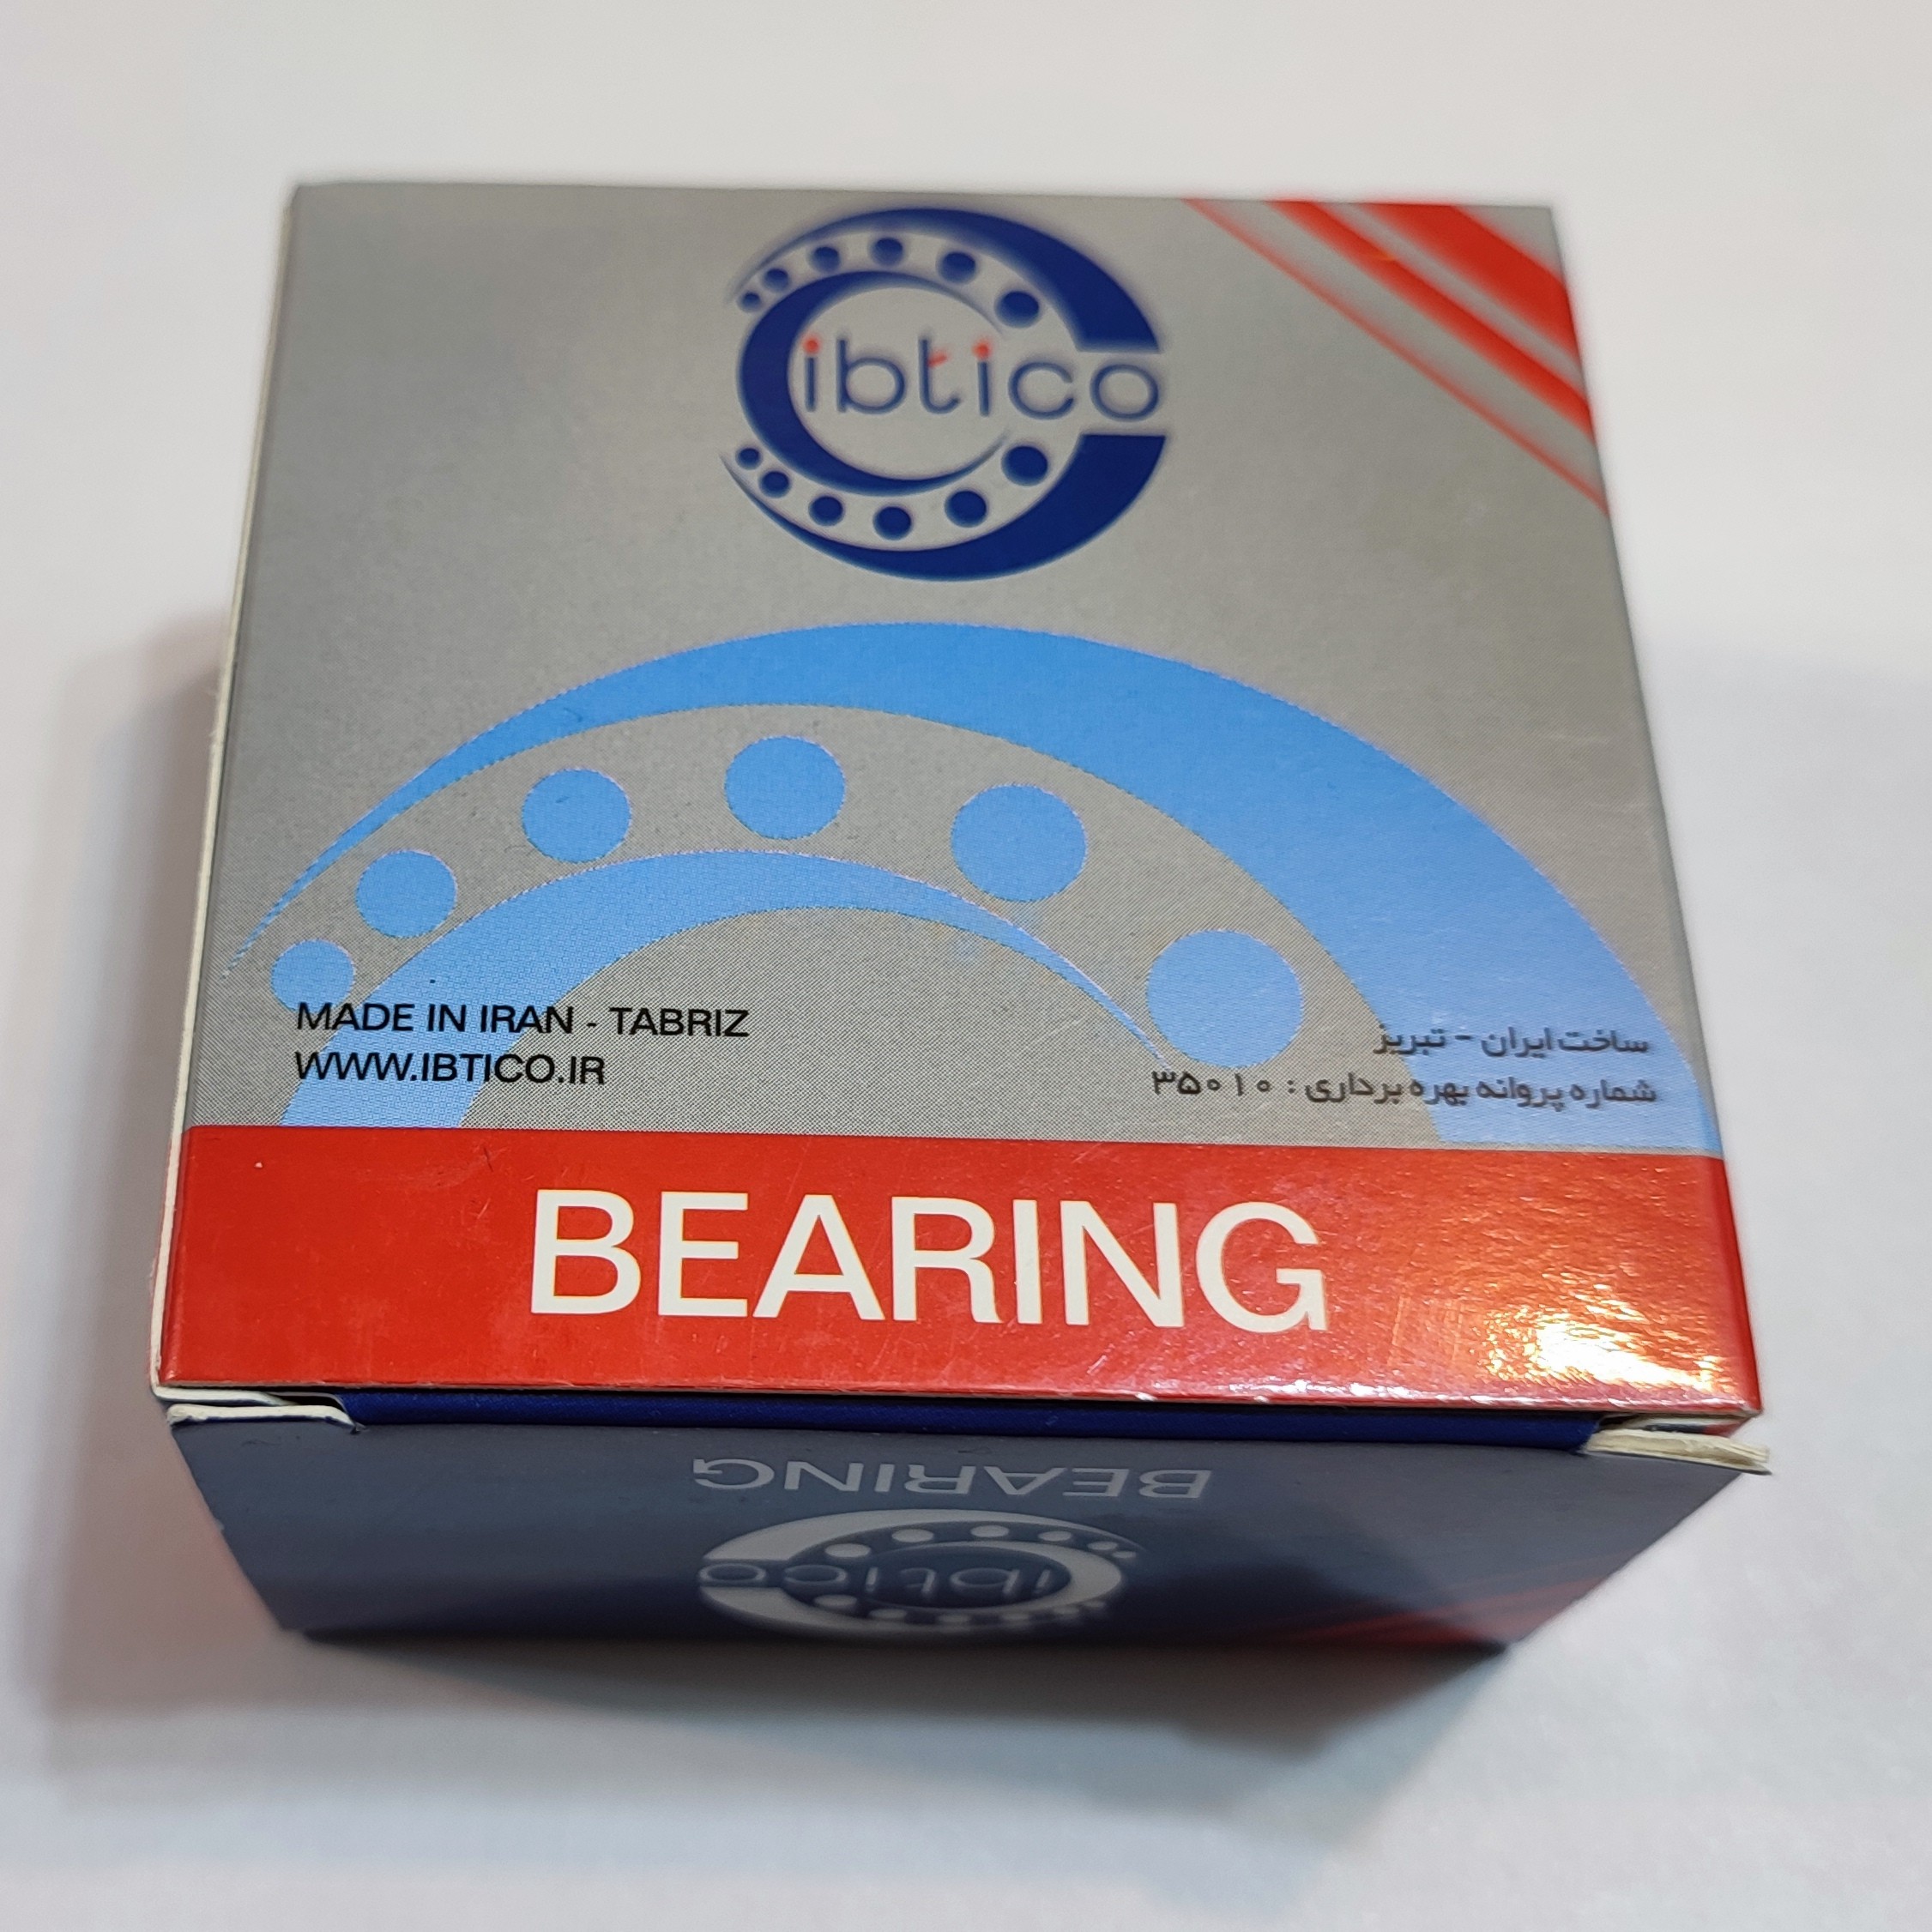 ibtico
MADE IN IRAN - TABRIZ
WWW.IBTICO.IR
ساخت ایران - تبریز
شماره پروانه بهره برداری : ۳۵۰۱۰
BEARING
BEARING
ibtico